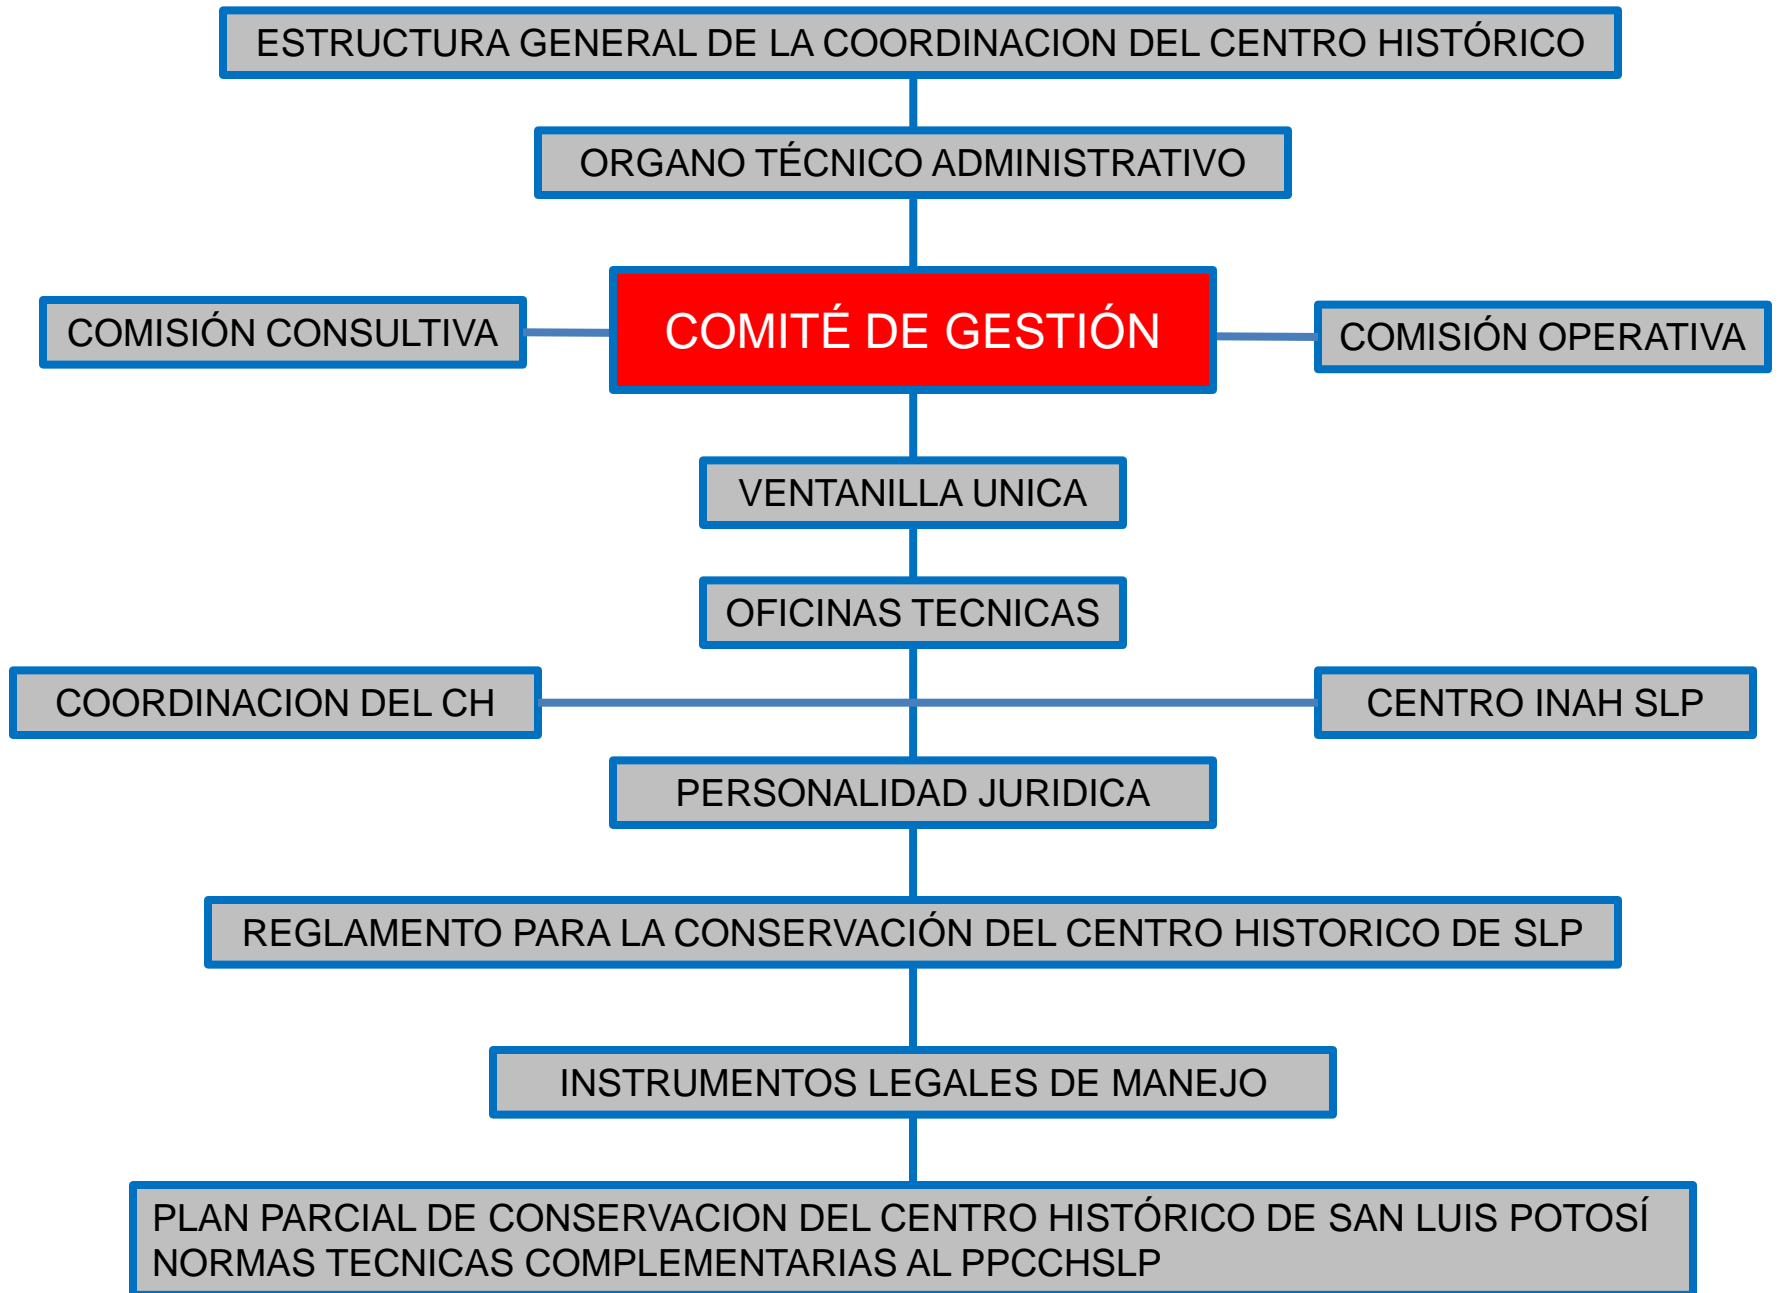 ESTRUCTURA GENERAL DE LA COORDINACION DEL CENTRO HISTÓRICO
ORGANO TÉCNICO ADMINISTRATIVO
COMISIÓN CONSULTIVA
COMITÉ DE GESTIÓN
COMISIÓN OPERATIVA
VENTANILLA UNICA
OFICINAS TECNICAS
COORDINACION DEL CH
CENTRO INAH SLP
PERSONALIDAD JURIDICA
REGLAMENTO PARA LA CONSERVACIÓN DEL CENTRO HISTORICO DE SLP
INSTRUMENTOS LEGALES DE MANEJO
PLAN PARCIAL DE CONSERVACION DEL CENTRO HISTÓRICO DE SAN LUIS POTOSÍ
NORMAS TECNICAS COMPLEMENTARIAS AL PPCCHSLP